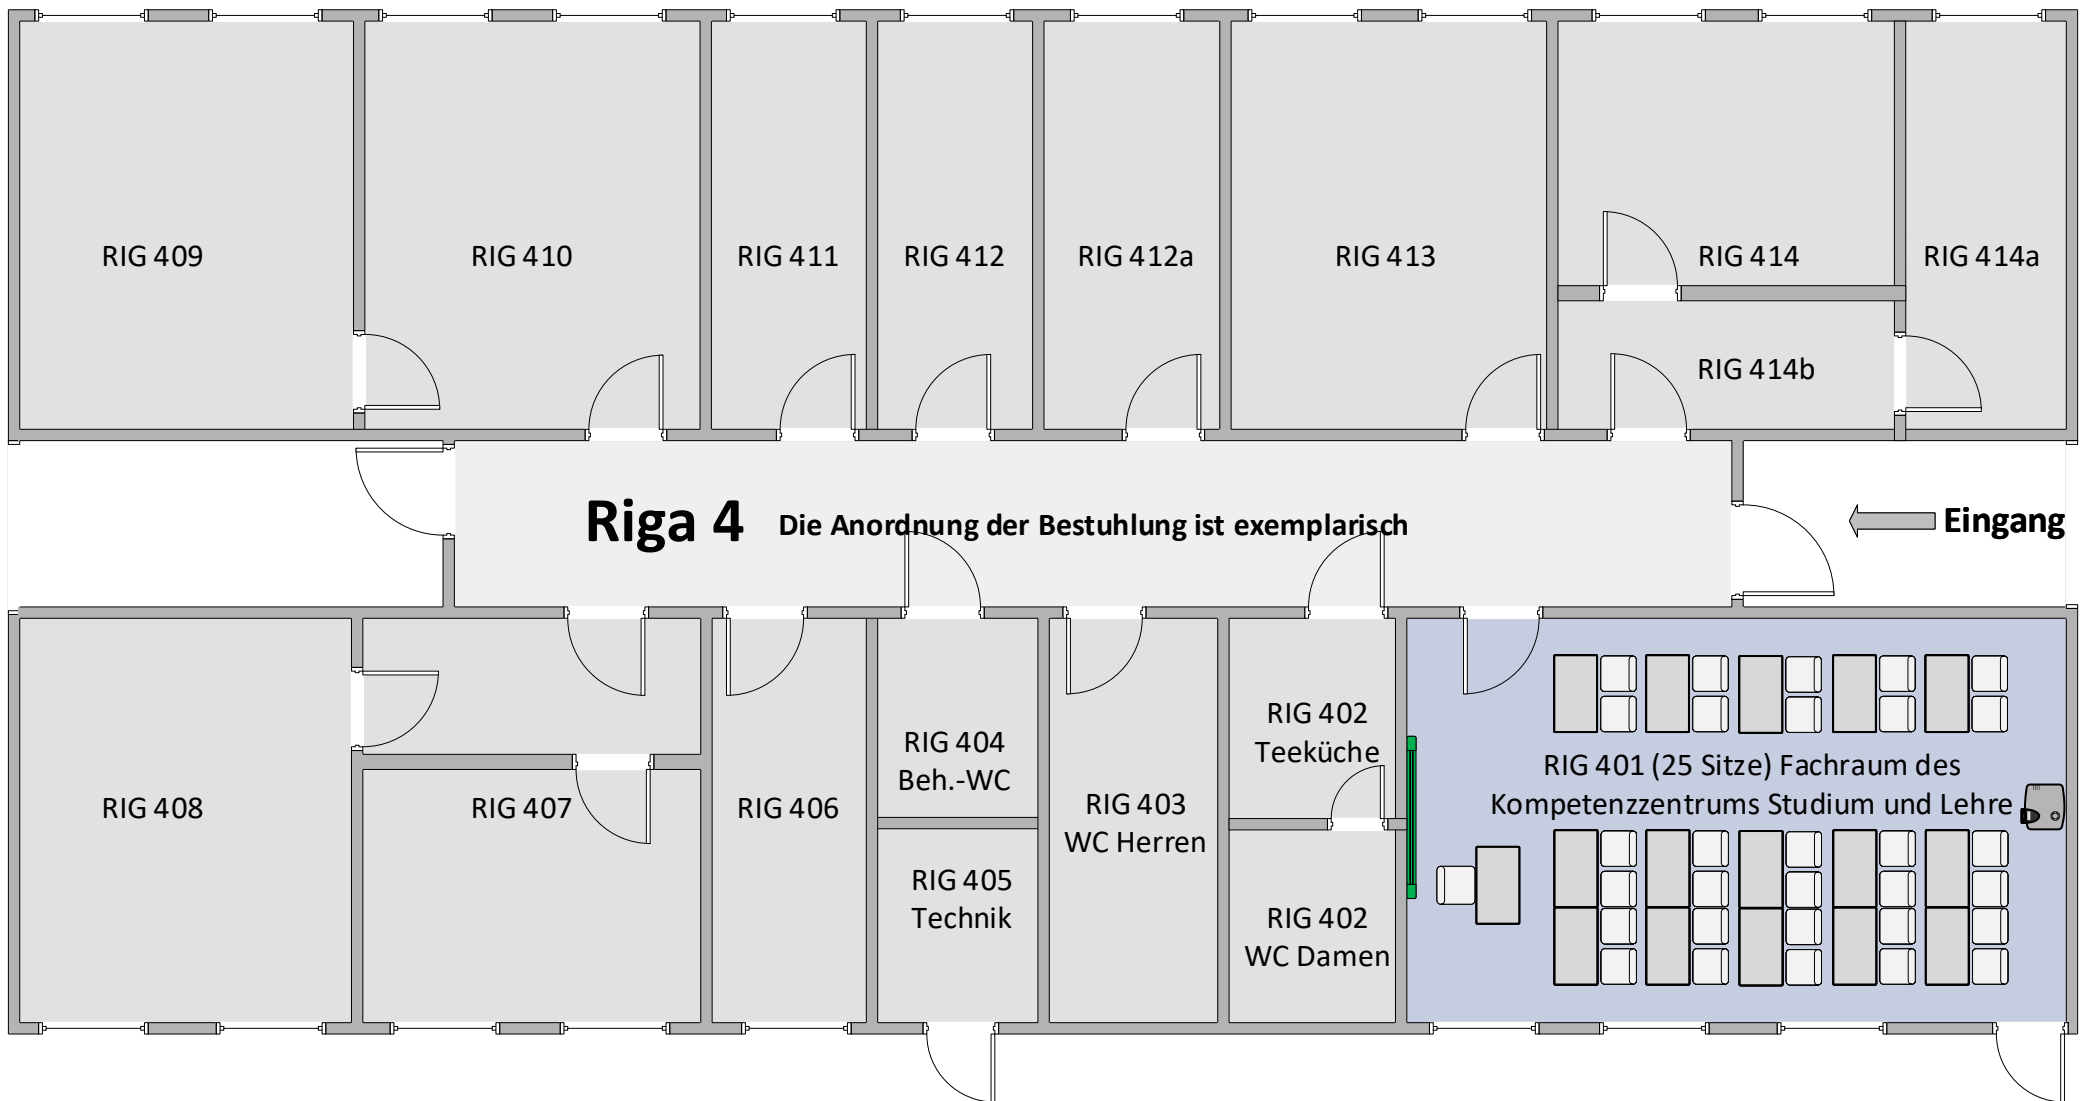 RIG 409
RIG 410
RIG 411
RIG 412
RIG 412a
RIG 413
RIG 414
RIG 414a
RIG 414b
Riga 4
Die Anordnung der Bestuhlung ist exemplarisch
Eingang
RIG 408
RIG 407
RIG 406
RIG 404
Beh.-WC
RIG 405
Technik
RIG 403
WC Herren
RIG 402
Teeküche
RIG 402
WC Damen
RIG 401 (25 Sitze) Fachraum des
Kompetenzzentrums Studium und Lehre